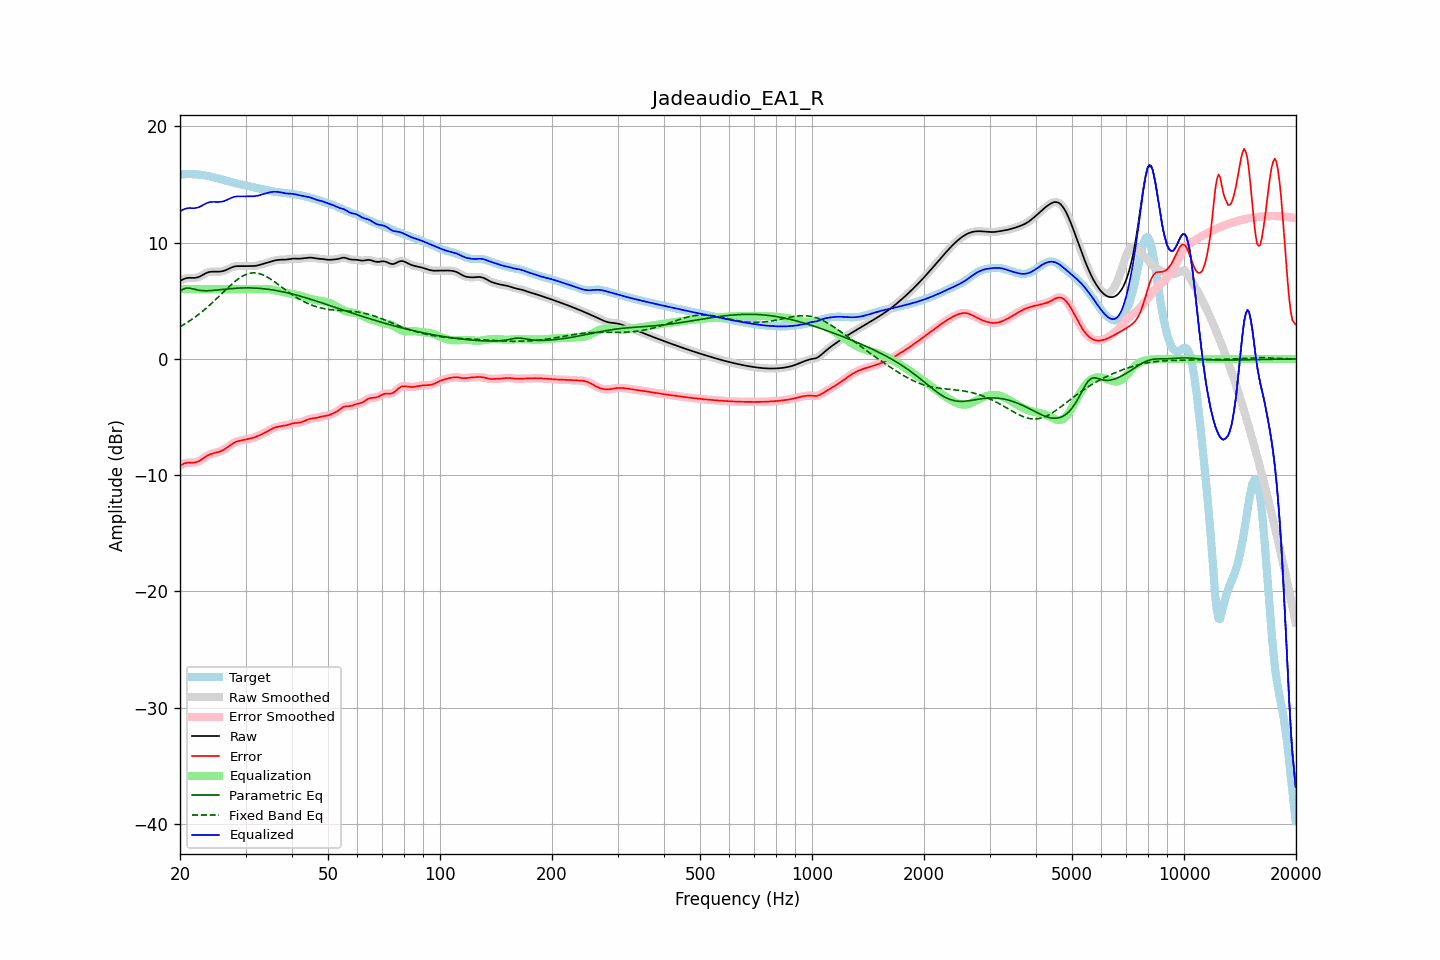 Jadeaudio_EA1_R
20
10
0
−10
−20
−30
−40
Amplitude (dBr)
Target
Raw Smoothed
Error Smoothed
Raw
Error
Equalization
Parametric Eq
Fixed Band Eq
Equalized
20 50 100 200 500 1000 2000 5000 10000 20000
Frequency (Hz)